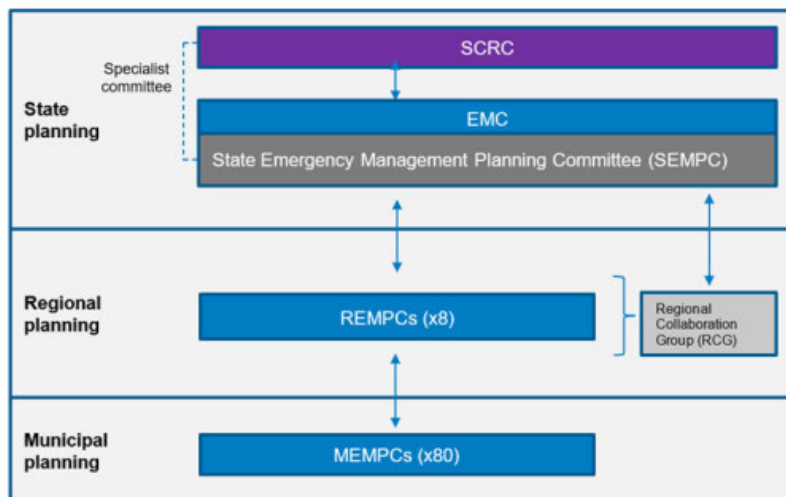 SCRC
Specialist
committee
State
planning
EMC
State Emergency Management Planning Committee (SEMPC)
Regional
planning
REMPCs (x8)
Regional
Collaboration
Group (RCG)
Municipal
planning
MEMPCs (x80)